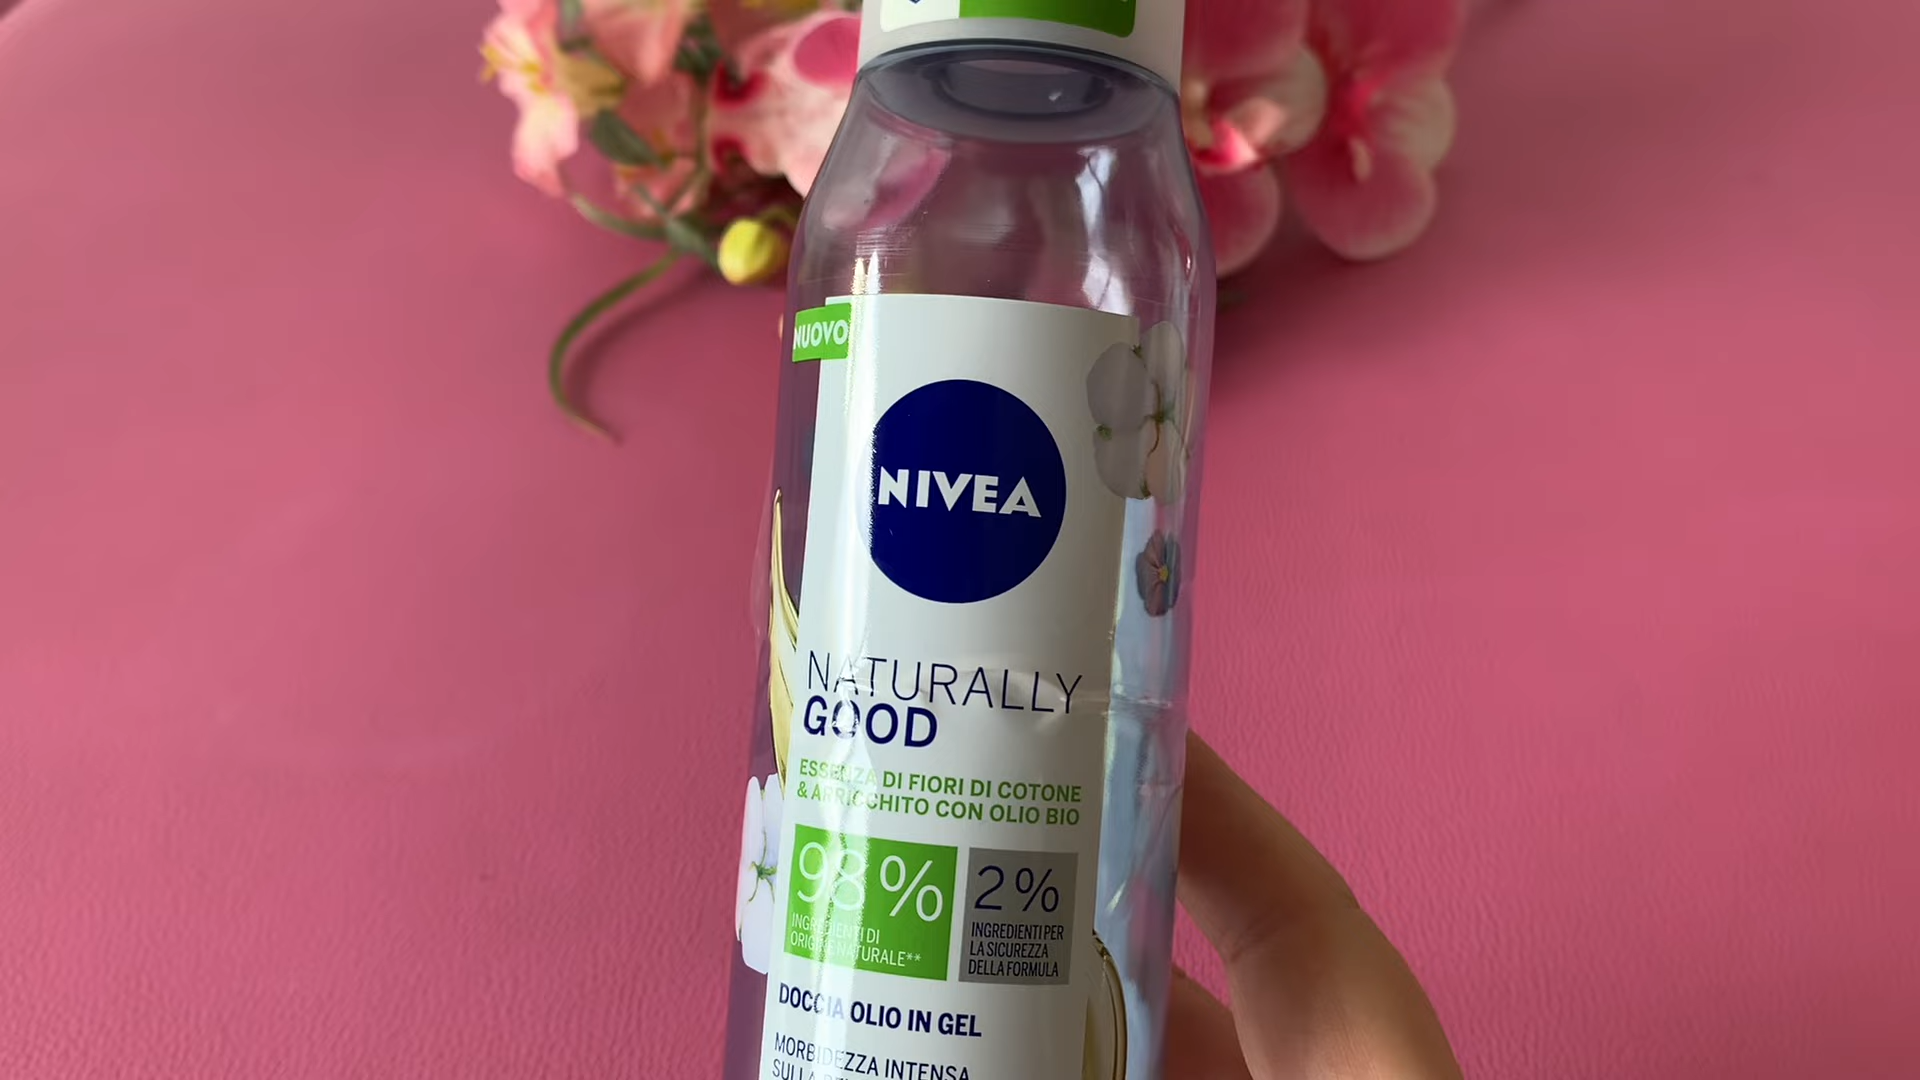 NUOVO
NIVEA
NATURALLY
GOOD
ESSENZA DI FIORI DI COTONE
& ARRICCHITO CON OLIO BIO
98 %
INGREDIENTI DI
ORIGINE NATURALE**
2 %
INGREDIENTI PER
LA SICUREZZA
DELLA FORMULA
DOCCIA OLIO IN GEL
MORBIDEZZA INTENSA
SULLA